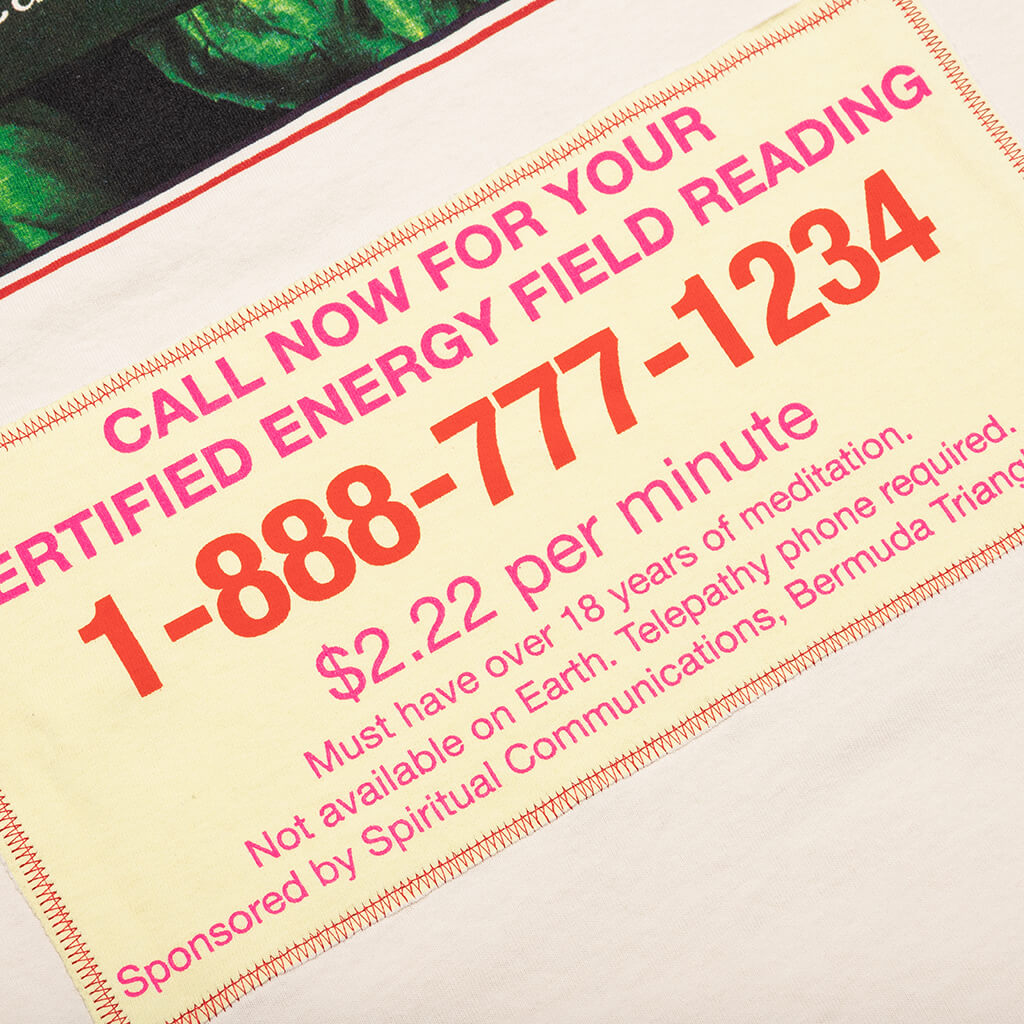 CALL NOW FOR YOUR
ERTIFIED ENERGY FIELD READING
1-888-777-1234
$2.22 per minute
Must have over 18 years of meditation.
Not available on Earth. Telepathy phone required.
Sponsored by Spiritual Communications, Bermuda Triang